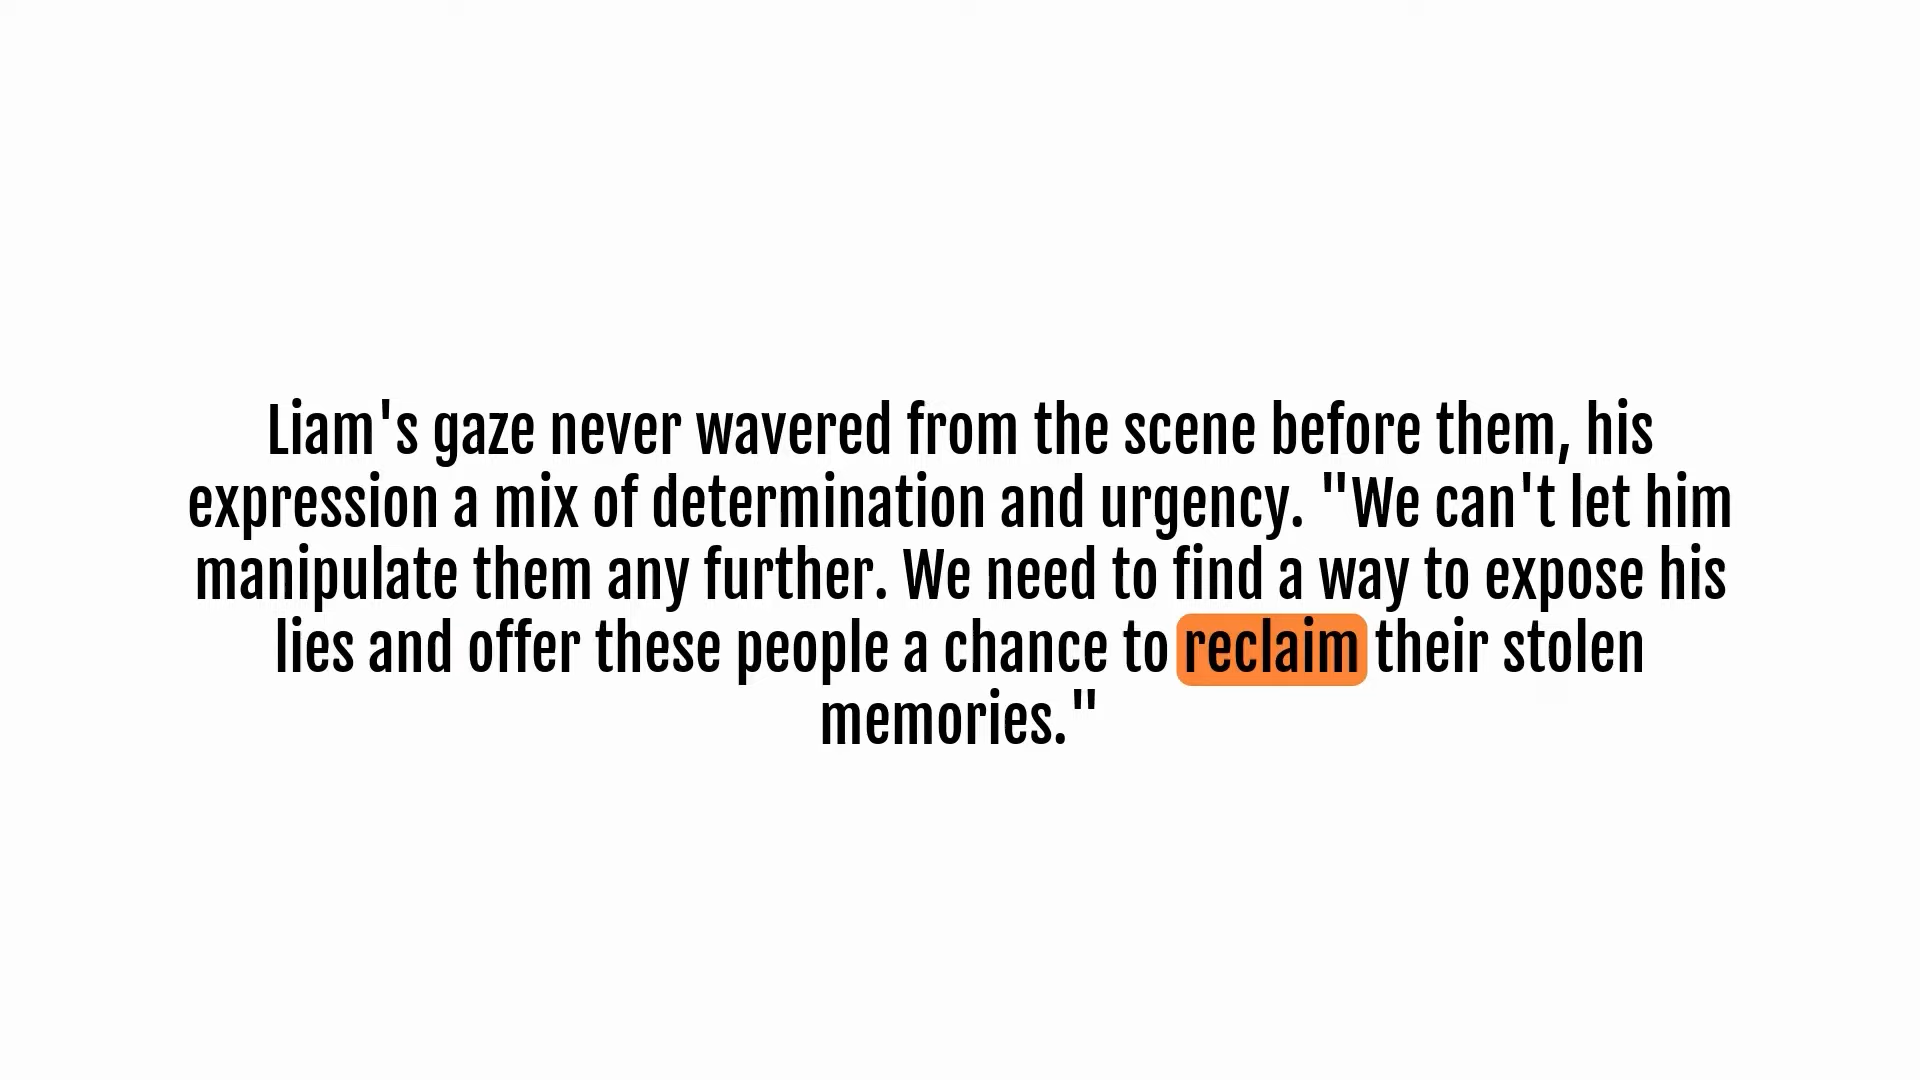 Liam's gaze never wavered from the scene before them, his
expression a mix of determination and urgency. "We can't let him
manipulate them any further. We need to find a way to expose his
lies and offer these people a chance to reclaim their stolen
memories."